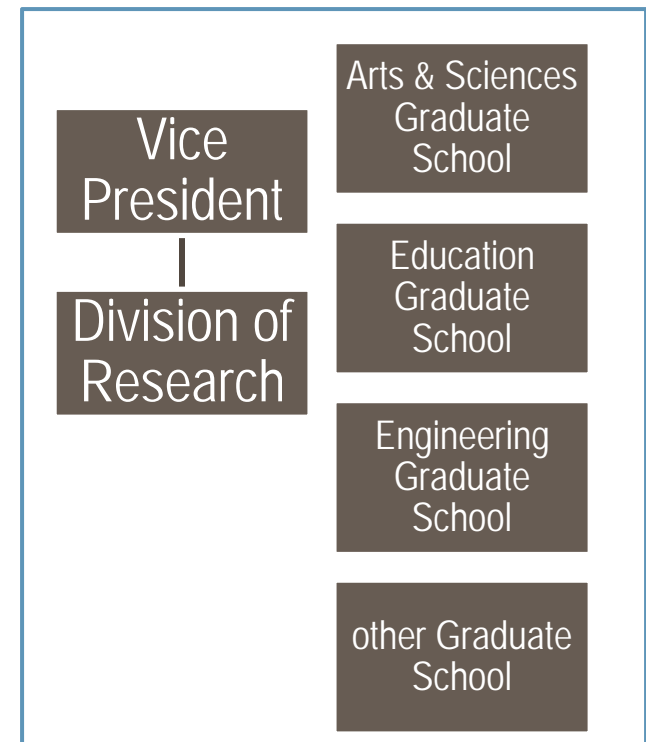 Vice
President
Division of
Research
Arts & Sciences
Graduate
School
Education
Graduate
School
Engineering
Graduate
School
other Graduate
School